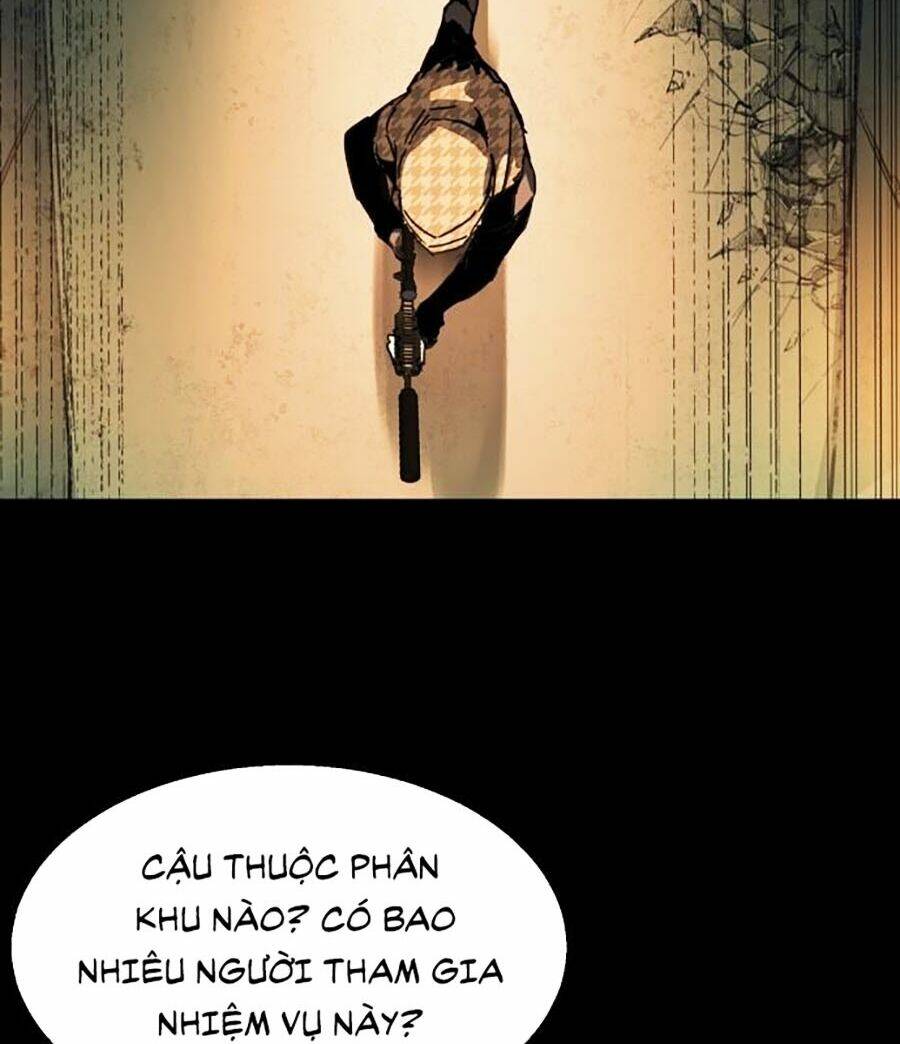 CẬU THUỘC PHÂN
KHU NÀO? CÓ BAO
NHIÊU NGƯỜI THAM GIA
NHIỆM VỤ NÀY?